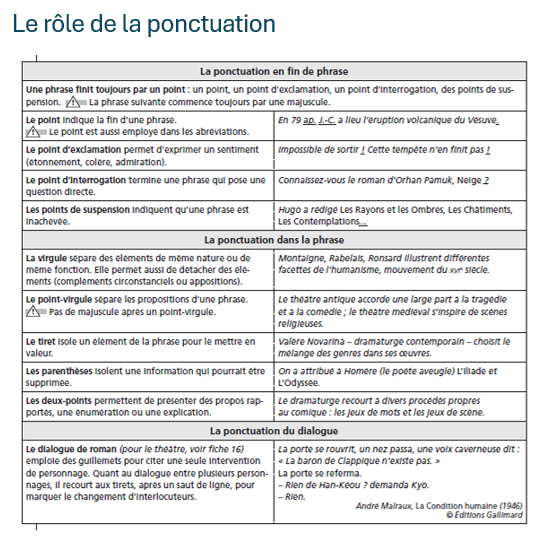 Le rôle de la ponctuation
La ponctuation en fin de phrase
Une phrase finit toujours par un point : un point, un point d'exclamation, un point d'interrogation, des points de sus-
pension. La phrase suivante commence toujours par une majuscule.
Le point indique la fin d'une phrase.
Le point est aussi employé dans les abréviations.
En 79 ap. J.-C. a lieu l'éruption volcanique du Vésuve.
Le point d'exclamation permet d'exprimer un sentiment
(étonnement, colère, admiration).
Impossible de sortir ! Cette tempête n'en finit pas !
Le point d'interrogation termine une phrase qui pose une
question directe.
Connaissez-vous le roman d'Orhan Pamuk, Neige ?
Les points de suspension indiquent qu'une phrase est
inachevée.
Hugo a rédigé Les Rayons et les Ombres, Les Châtiments,
Les Contemplations...
La ponctuation dans la phrase
La virgule sépare des éléments de même nature ou de
même fonction. Elle permet aussi de détacher des élé-
ments (compléments circonstanciels ou appositions).
Montaigne, Rabelais, Ronsard illustrent différentes
facettes de l'humanisme, mouvement du XVIe siècle.
Le point-virgule sépare les propositions d'une phrase.
Pas de majuscule après un point-virgule.
Le théâtre antique accorde une large part à la tragédie
et à la comédie ; le théâtre médiéval s'inspire de scènes
religieuses.
Le tiret isole un élément de la phrase pour le mettre en
valeur.
Valère Novarina – dramaturge contemporain – choisit le
mélange des genres dans ses œuvres.
Les parenthèses isolent une information qui pourrait être
supprimée.
On a attribué à Homère (le poète aveugle) L'Iliade et
L'Odyssée.
Les deux-points permettent de présenter des propos rap-
portés, une énumération ou une explication.
Le dramaturge recourt à divers procédés propres
au comique : les jeux de mots et les jeux de scène.
La ponctuation du dialogue
Le dialogue de roman (pour le théâtre, voir fiche 16)
emploie des guillemets pour citer une seule intervention
de personnage. Quant au dialogue entre plusieurs person-
nages, il recourt aux tirets, après un saut de ligne, pour
marquer le changement d'interlocuteurs.
La porte se rouvrit, un nez passa, une voix caverneuse dit :
« La baron de Clappique n'existe pas. »
La porte se referma.
– Rien de Han-Kéou ? demanda Kyo.
– Rien.
André Malraux, La Condition humaine (1946)
© Éditions Gallimard